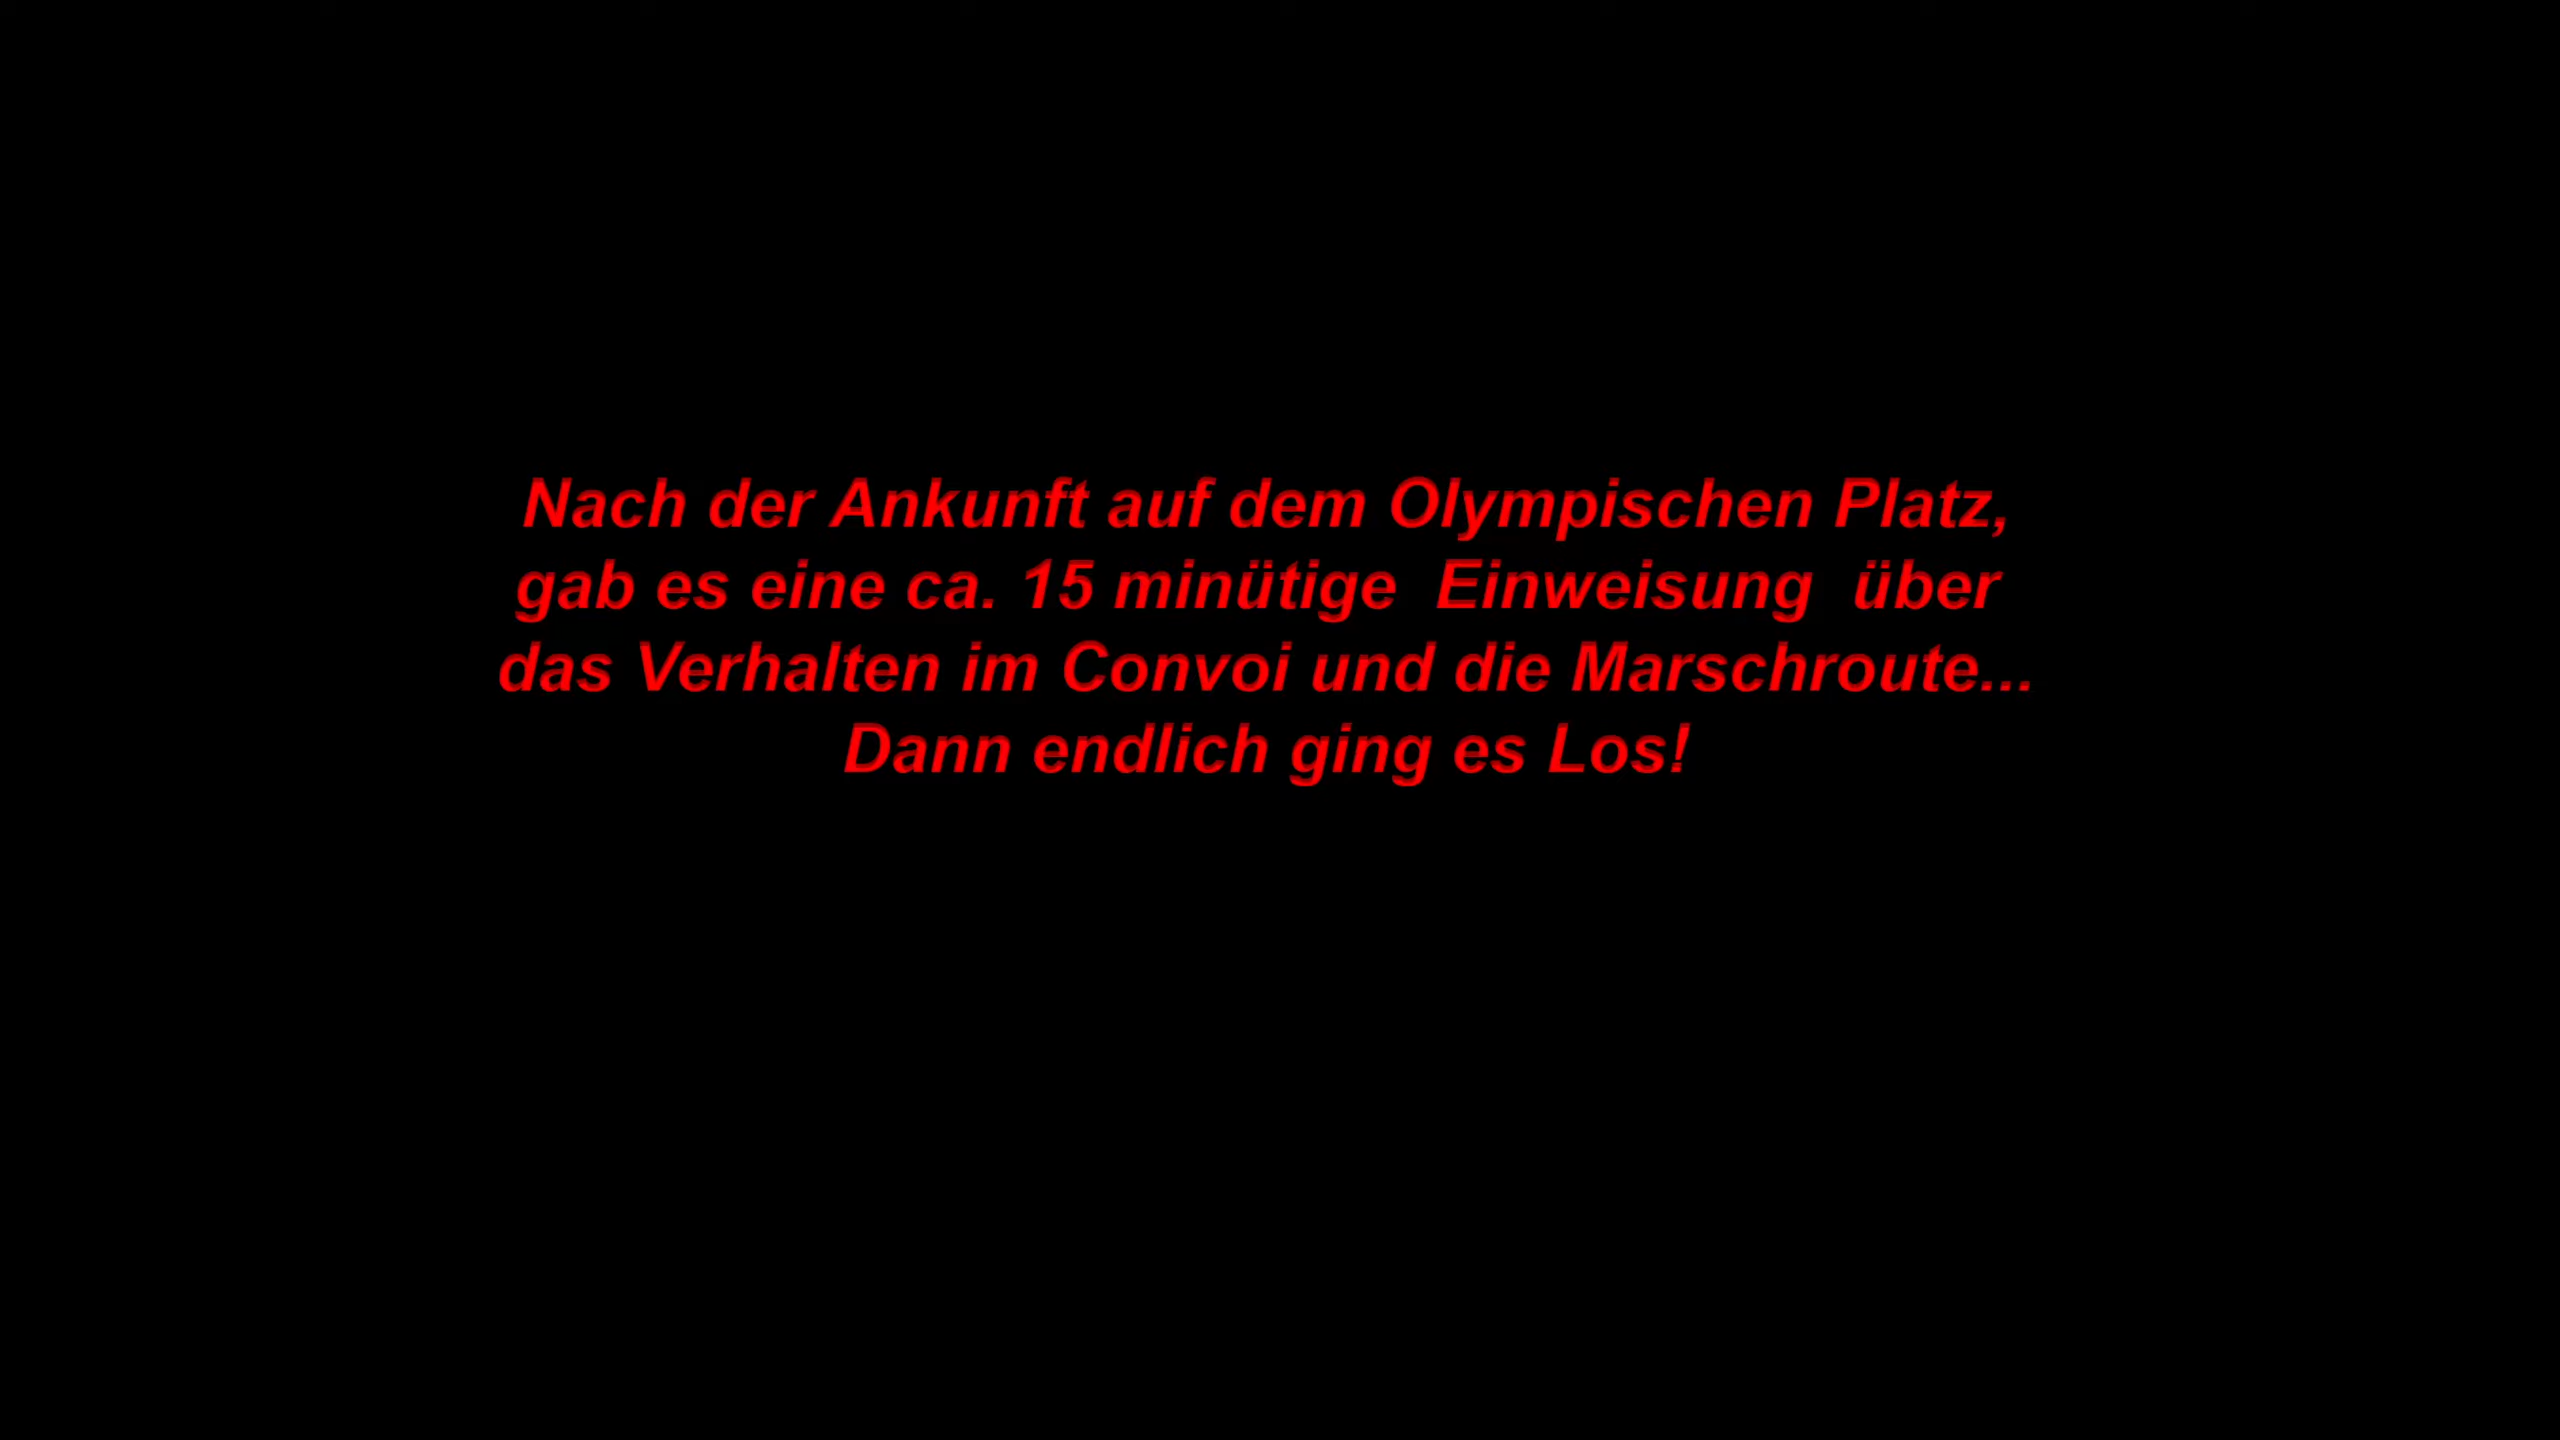 Nach der Ankunft auf dem Olympischen Platz,
gab es eine ca. 15 minütige  Einweisung  über
das Verhalten im Convoi und die Marschroute...
Dann endlich ging es Los!